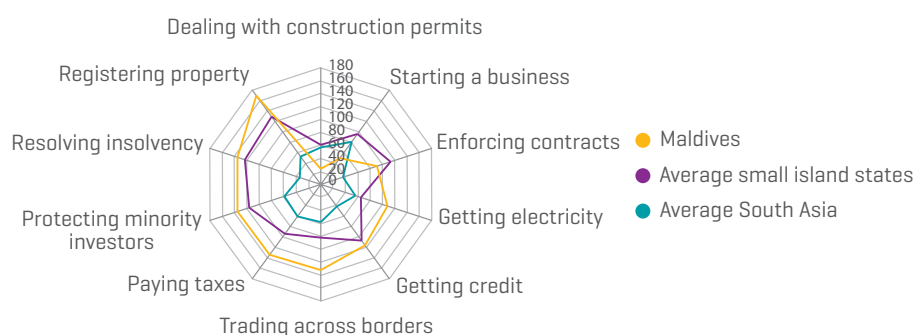 Dealing with construction permits
Registering property
180
160
140
120
100
80
60
40
20
0
Starting a business
Resolving insolvency
Enforcing contracts
Maldives
Average small island states
Average South Asia
Protecting minority
investors
Getting electricity
Paying taxes
Getting credit
Trading across borders